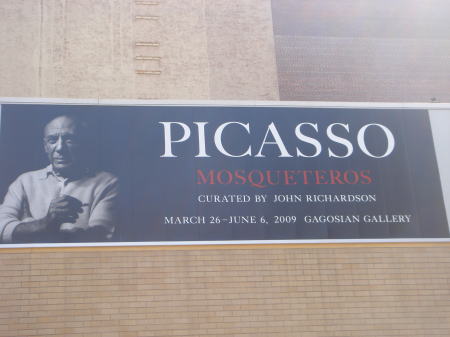 PICASSO
MOSQUETEROS
CURATED BY JOHN RICHARDSON
MARCH 26–JUNE 6, 2009 GAGOSIAN GALLERY